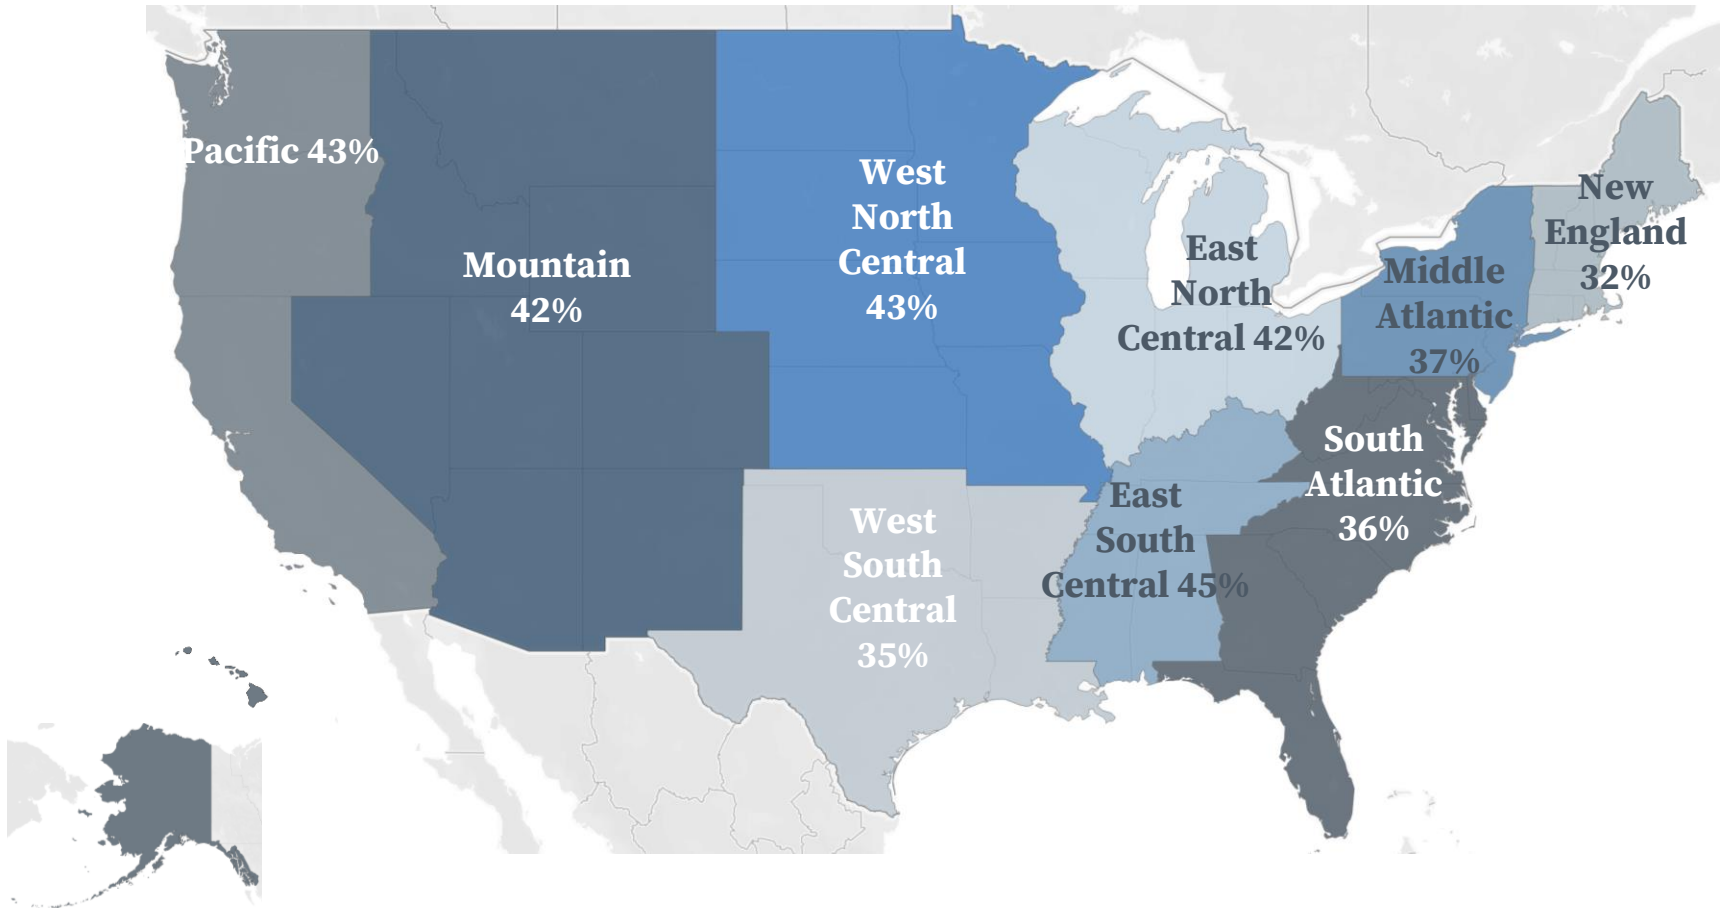 Pacific 43%
Mountain
42%
West
North
Central
43%
West
South
Central
35%
East
North
Central 42%
East
South
Central 45%
Middle
Atlantic
37%
South
Atlantic
36%
New
England
32%